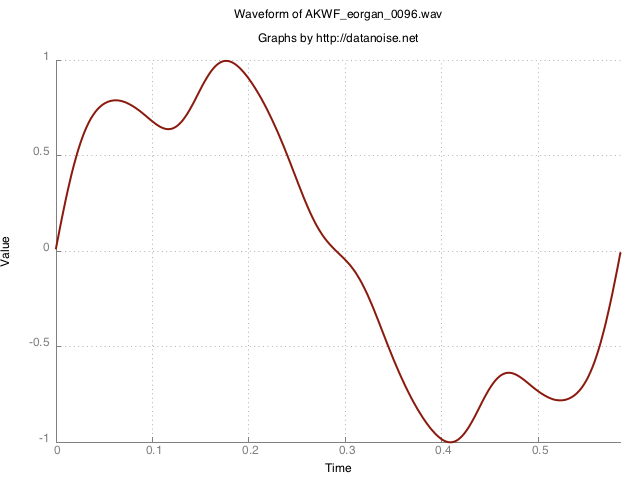 Waveform of AKWF_eorgan_0096.wav
Graphs by http://datanoise.net
1
0.5
0
-0.5
-1
Value
0 0.1 0.2 0.3 0.4 0.5
Time